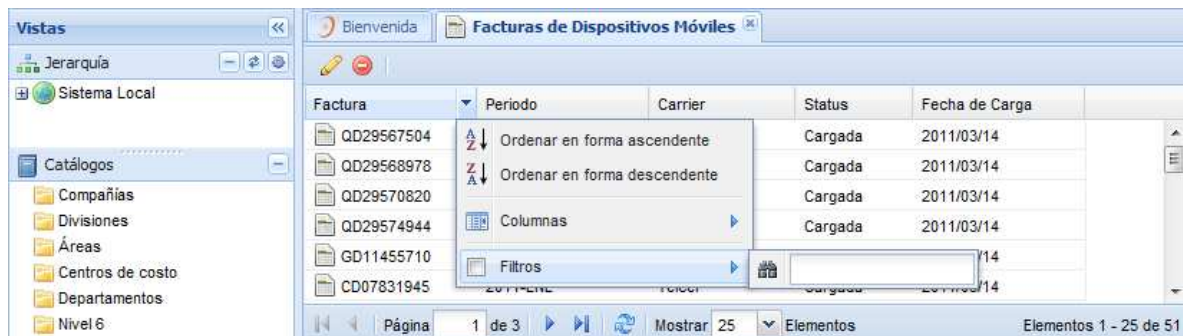 Vistas
Bienvenida
Facturas de Dispositivos Móviles
Jerarquía
Sistema Local
Catálogos
Compañías
Divisiones
Áreas
Centros de costo
Departamentos
Nivel 6
Factura Periodo Carrier Status Fecha de Carga
QD29567504 Cargada 2011/03/14
QD29568978 Cargada 2011/03/14
QD29570820 Cargada 2011/03/14
QD29574944 Cargada 2011/03/14
GD11455710 /14
CD07831945
Ordenar en forma ascendente
Ordenar en forma descendente
Columnas
Filtros
Página 1 de 3 Mostrar 25 Elementos Elementos 1 - 25 de 51